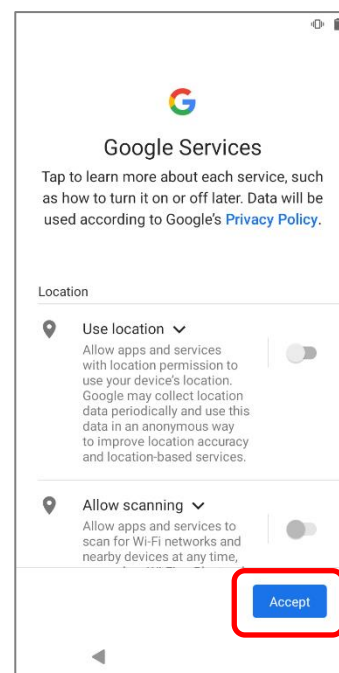 Google Services
Tap to learn more about each service, such
as how to turn it on or off later. Data will be
used according to Google's Privacy Policy.
Location
Use location
Allow apps and services
with location permission to
use your device's location.
Google may collect location
data periodically and use this
data in an anonymous way
to improve location accuracy
and location-based services.
Allow scanning
Allow apps and services to
scan for Wi-Fi networks and
nearby devices at any time,
Accept